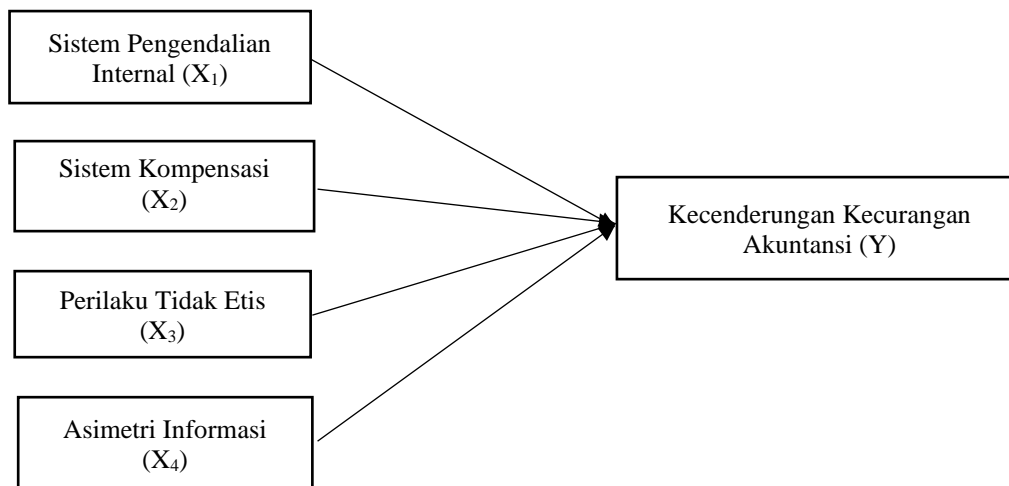 Sistem Pengendalian
Internal (X₁)
Sistem Kompensasi
(X₂)
Perilaku Tidak Etis
(X₃)
Asimetri Informasi
(X₄)
Kecenderungan Kecurangan
Akuntansi (Y)